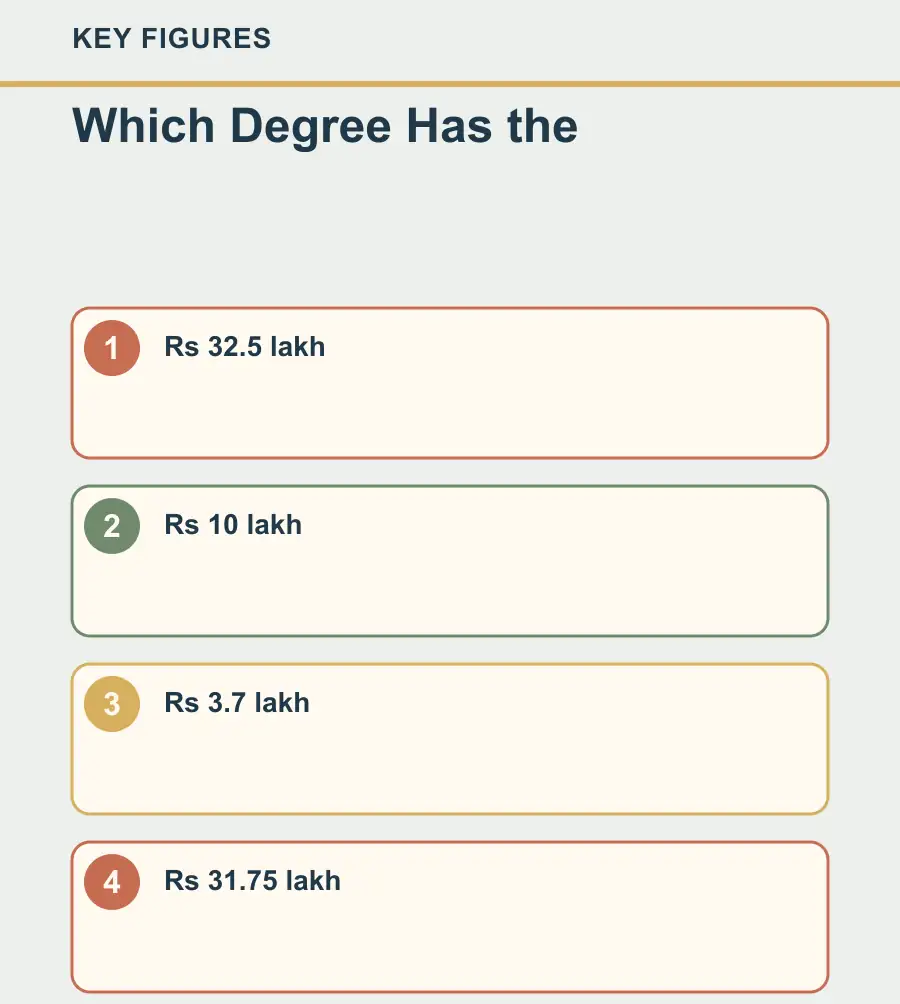 KEY FIGURES
Which Degree Has the
1 Rs 32.5 lakh
2 Rs 10 lakh
3 Rs 3.7 lakh
4 Rs 31.75 lakh